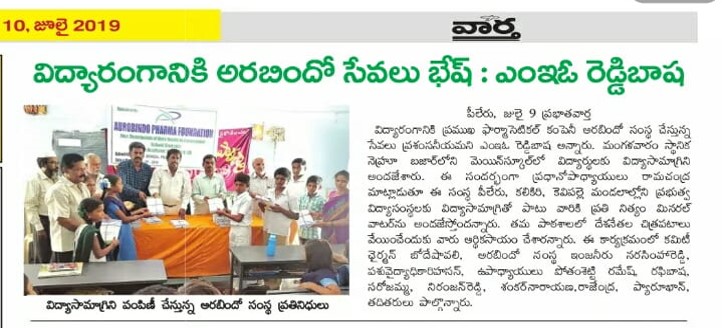 10, జూలై 2019
వార్త
విద్యారంగానికి అరబిందో సేవలు భేష్ : ఎంఇఓ రెడ్డిబాష
AUROBINDO PHARMA FOUNDATION
విద్యాసామాగ్రిని పంపిణీ చేస్తున్న అరబిందో సంస్థ ప్రతినిధులు
పీలేరు, జులై 9 ప్రభాతవార్త
విద్యారంగానికి ప్రముఖ ఫార్మాసెటికల్ కంపెనీ అరబిందో సంస్థ చేస్తున్న
సేవలు ప్రశంసనీయమని ఎంఇఓ రెడ్డిబాష అన్నారు. మంగళవారం స్థానిక
నెహ్రూ బజార్‌లోని మెయిన్‌స్కూల్‌లో విద్యార్థులకు విద్యాసామాగ్రిని
అందజేశారు. ఈ సందర్భంగా ప్రధానోపాధ్యాయులు రామచంద్ర
మాట్లాడుతూ ఈ సంస్థ పీలేరు, కలికిరి, కెవిపల్లె మండలాల్లోని ప్రభుత్వ
విద్యాసంస్థలకు విద్యాసామాగ్రితో పాటు వారికి ప్రతి నిత్యం మినరల్
వాటర్‌ను అందజేస్తోందన్నారు. తమ పాఠశాలలో దేశనేతల చిత్రపటాలు
వేయించేందుకు వారు ఆర్థికసాయం చేశారన్నారు. ఈ కార్యక్రమంలో కమిటీ
ఛైర్మన్ బోదేషావలి, అరబిందో సంస్థ ఇంజనీరు నరసింహారెడ్డి,
పశువైద్యాధికారిహసన్, ఉపాధ్యాయులు పోతంశెట్టి రమేష్, రఫిబాష,
సరోజమ్మ, నిరంజన్‌రెడ్డి, శంకర్‌నారాయణ,రాజేంద్ర, ప్యారూఖాన్,
తదితరులు పాల్గొన్నారు.